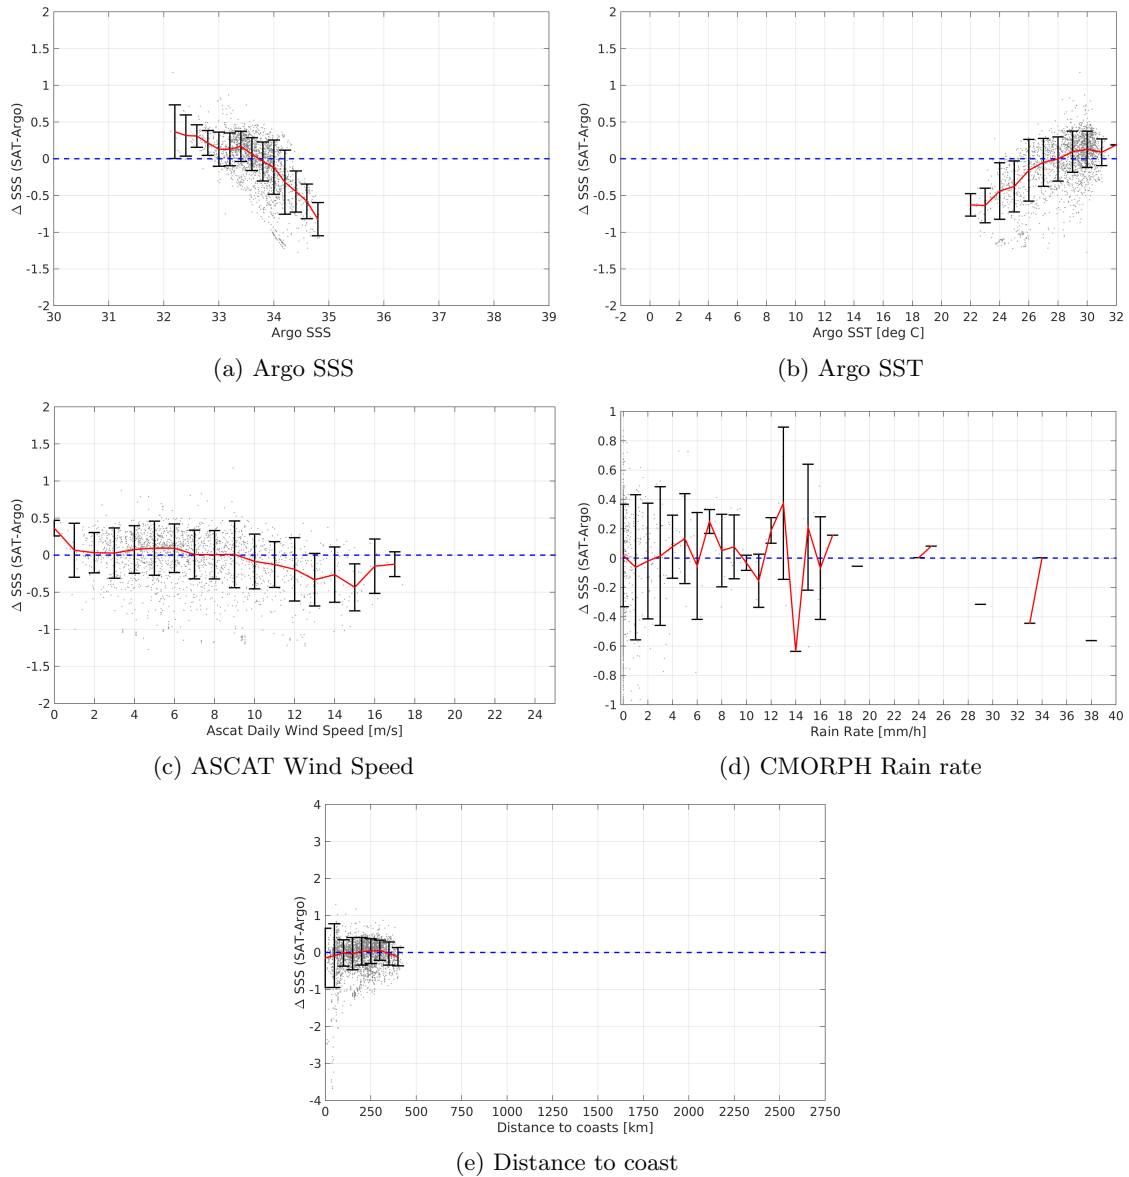 2
1.5
1
0.5
0
-0.5
-1
-1.5
-2
Δ SSS (SAT-Argo)
30 31 32 33 34 35 36 37 38 39
Argo SSS
(a) Argo SSS
2
1.5
1
0.5
0
-0.5
-1
-1.5
-2
Δ SSS (SAT-Argo)
-2 0 2 4 6 8 10 12 14 16 18 20 22 24 26 28 30 32
Argo SST [deg C]
(b) Argo SST
2
1.5
1
0.5
0
-0.5
-1
-1.5
-2
Δ SSS (SAT-Argo)
0 2 4 6 8 10 12 14 16 18 20 22 24
Ascat Daily Wind Speed [m/s]
(c) ASCAT Wind Speed
1
0.8
0.6
0.4
0.2
0
-0.2
-0.4
-0.6
-0.8
-1
Δ SSS (SAT-Argo)
0 2 4 6 8 10 12 14 16 18 20 22 24 26 28 30 32 34 36 38 40
Rain Rate [mm/h]
(d) CMORPH Rain rate
4
3
2
1
0
-1
-2
-3
-4
Δ SSS (SAT-Argo)
0 250 500 750 1000 1250 1500 1750 2000 2250 2500 2750
Distance to coasts [km]
(e) Distance to coast